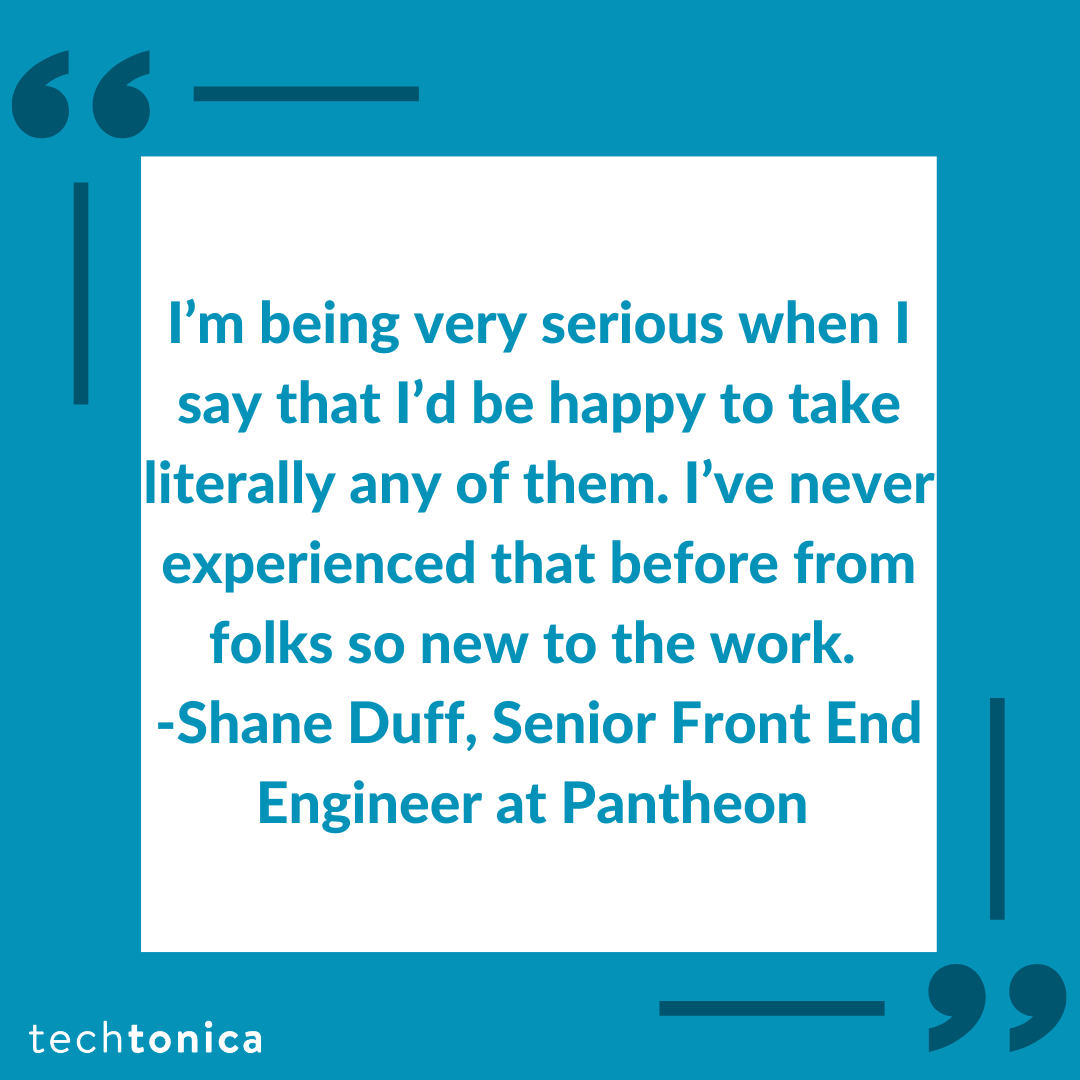 I’m being very serious when I
say that I’d be happy to take
literally any of them. I’ve never
experienced that before from
folks so new to the work.
-Shane Duff, Senior Front End
Engineer at Pantheon
techtonica